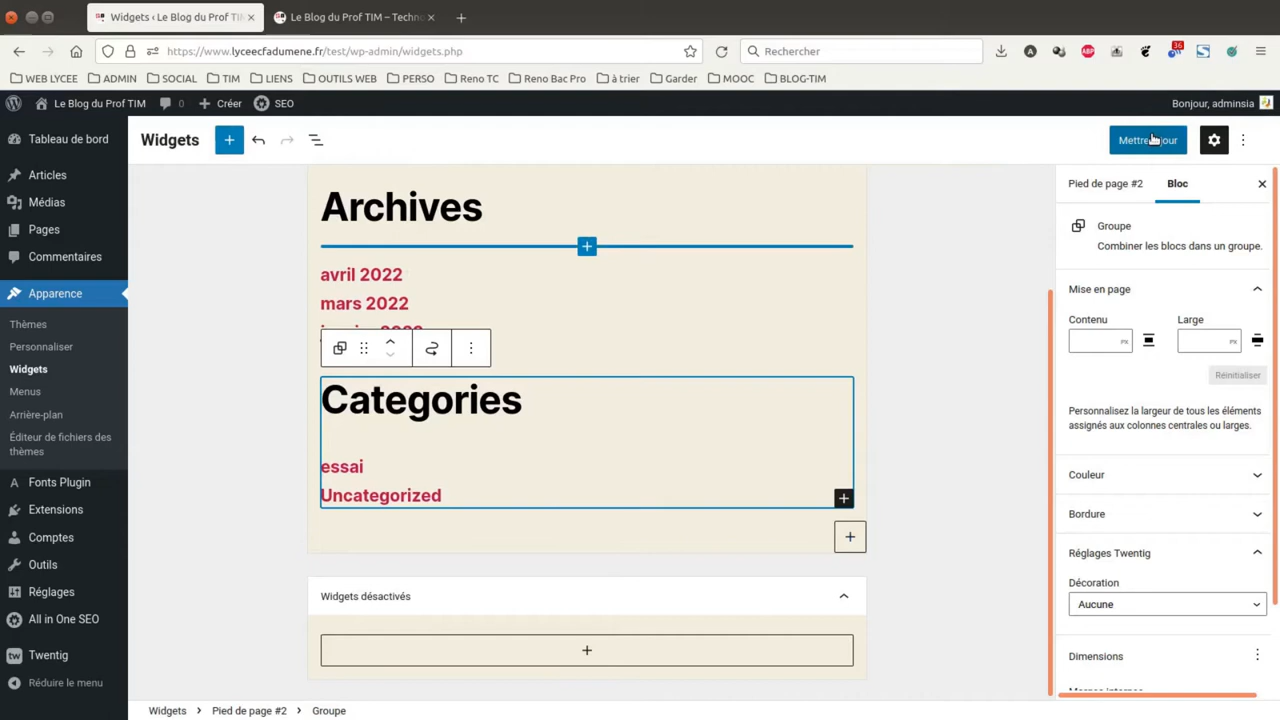 Widgets ‹ Le Blog du Prof TIM
Le Blog du Prof TIM – Techno
https://www.lyceecfadumene.fr/test/wp-admin/widgets.php
Rechercher
36
WEB LYCEE ADMIN SOCIAL TIM LIENS OUTILS WEB PERSO Reno TC Reno Bac Pro à trier Garder MOOC BLOG-TIM
Le Blog du Prof TIM 0 Créer SEO Bonjour, adminsia
Tableau de bord
Articles
Médias
Pages
Commentaires
Apparence
Thèmes
Personnaliser
Widgets
Menus
Arrière-plan
Éditeur de fichiers des
thèmes
Fonts Plugin
Extensions
Comptes
Outils
Réglages
All in One SEO
Twentig
Réduire le menu
Widgets
Archives
avril 2022
mars 2022
Categories
essai
Uncategorized
Widgets désactivés
Mettre jour
Pied de page #2 Bloc
Groupe
Combiner les blocs dans un groupe.
Mise en page
Contenu Large
PX PX
Réinitialiser
Personnalisez la largeur de tous les éléments
assignés aux colonnes centrales ou larges.
Couleur
Bordure
Réglages Twentig
Décoration
Aucune
Dimensions
Widgets > Pied de page #2 > Groupe